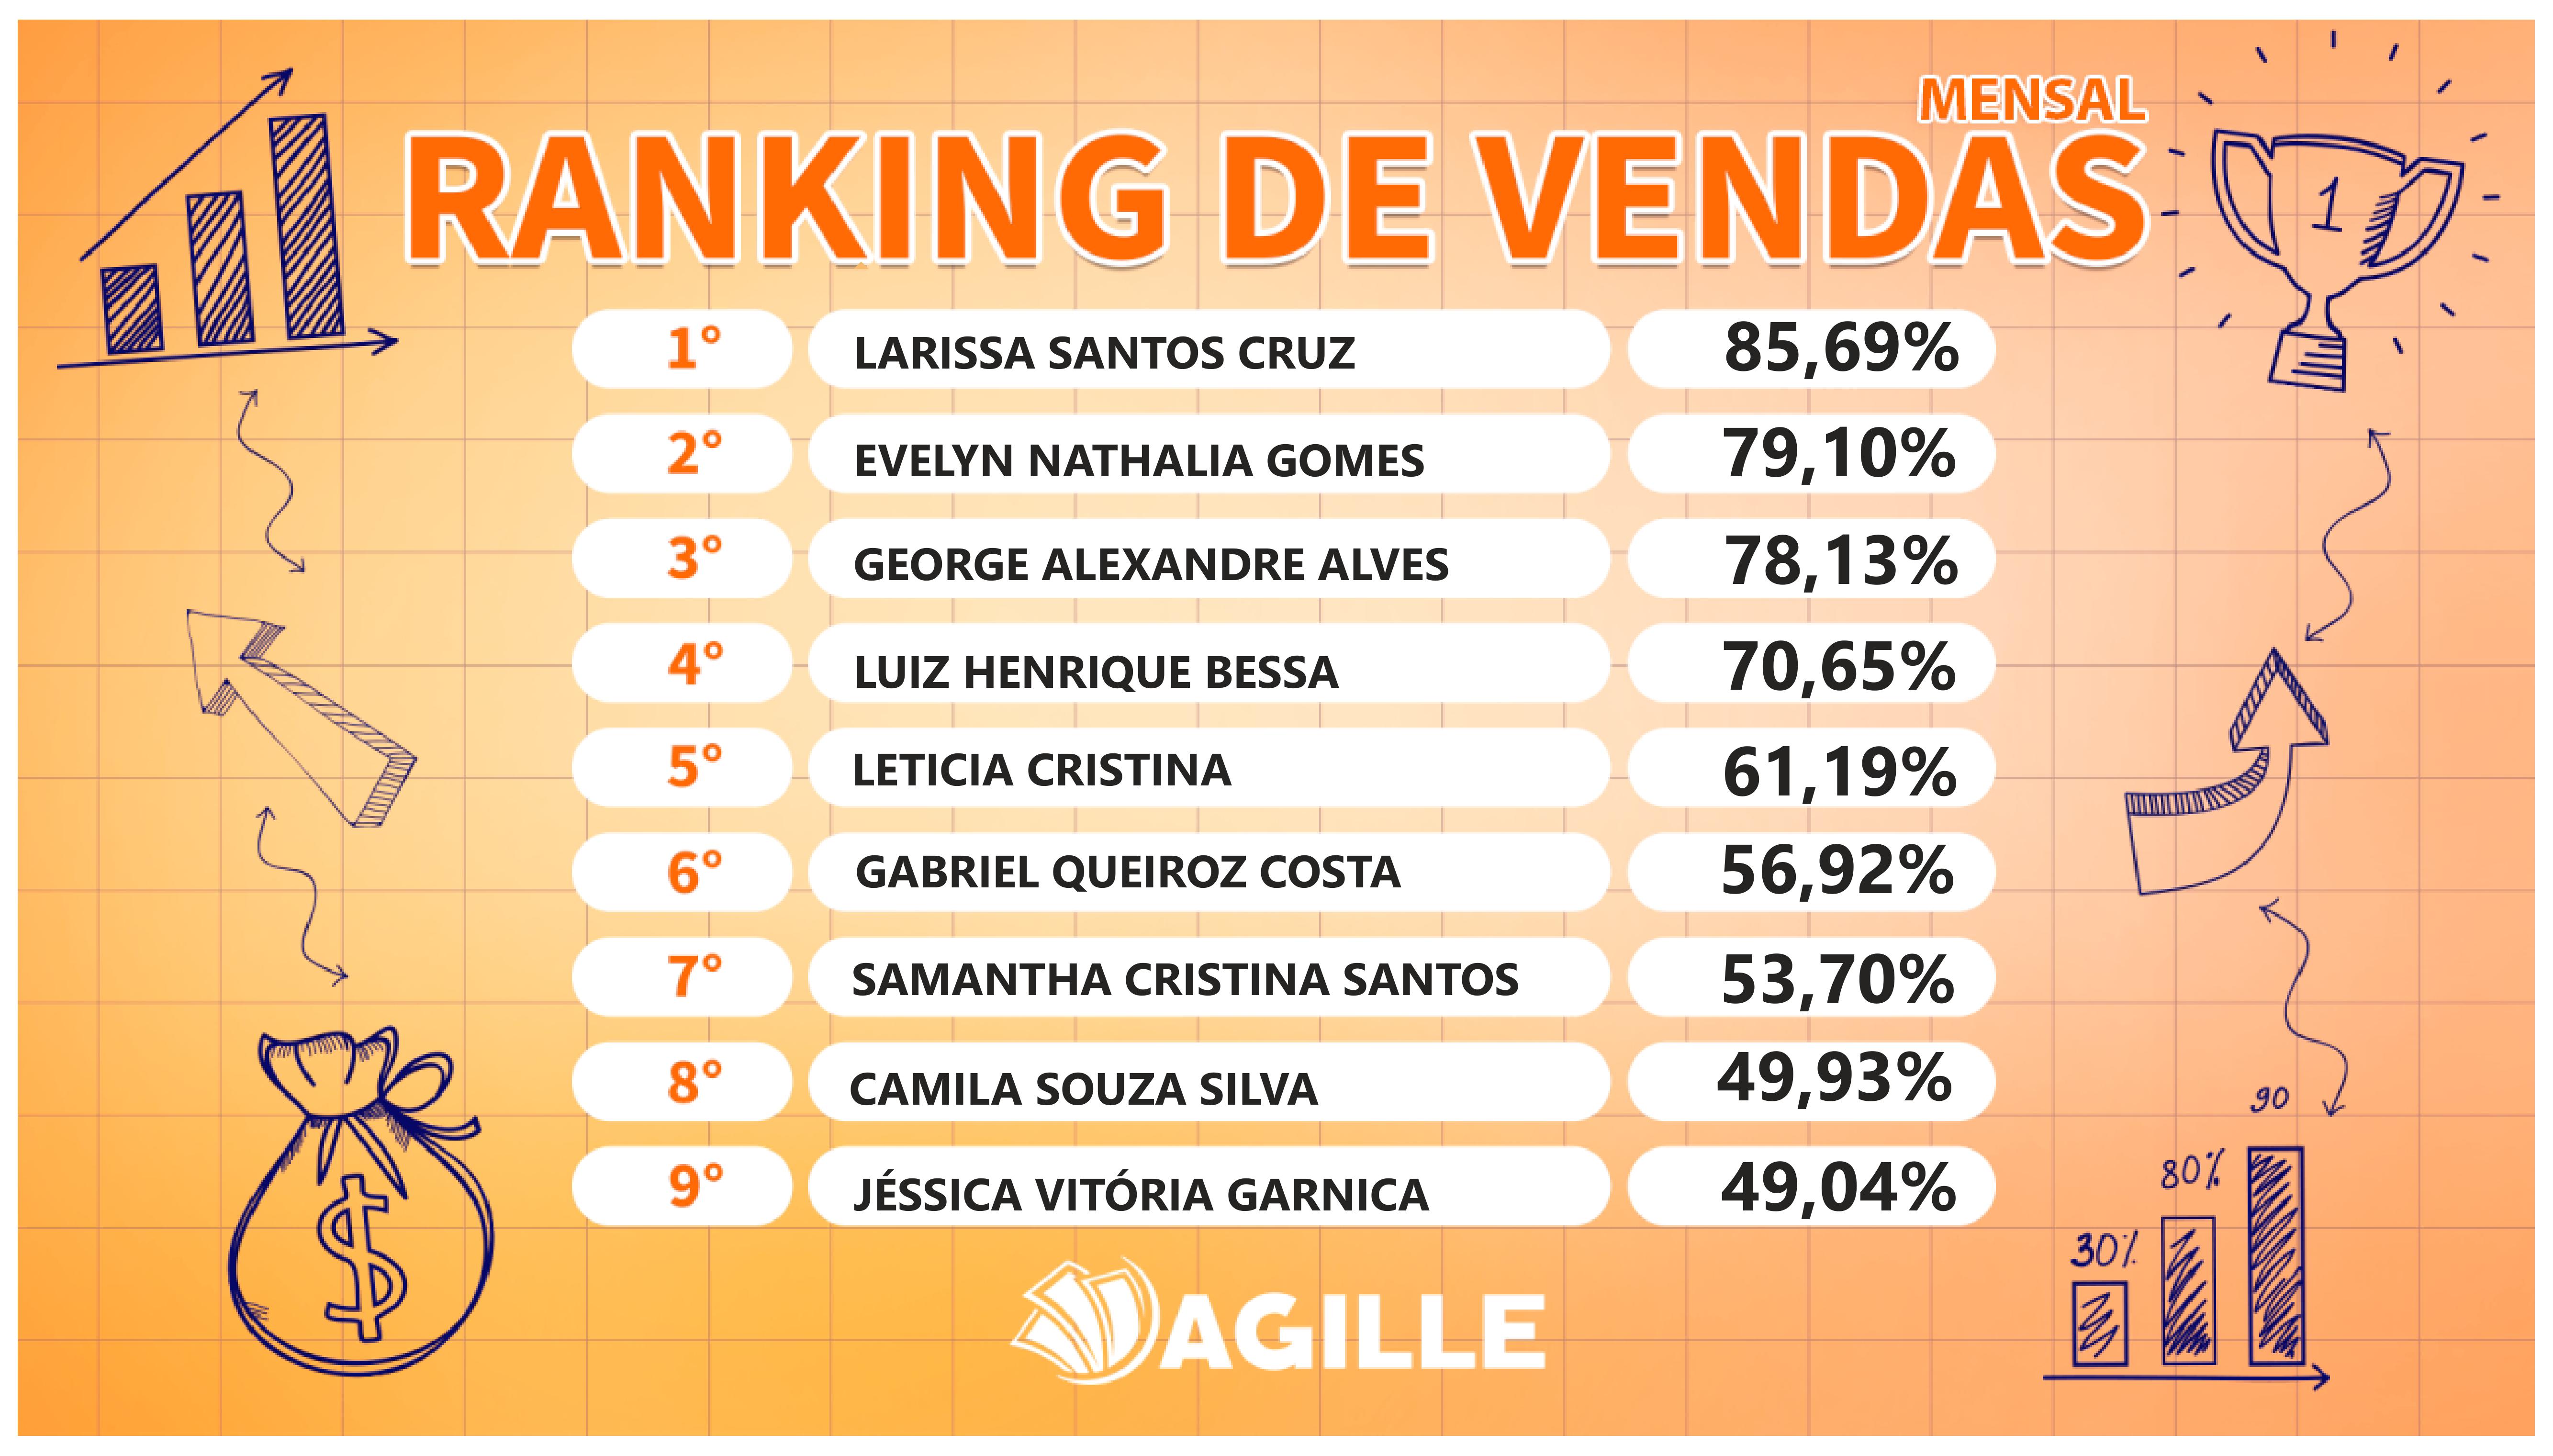 MENSAL
RANKING DE VENDAS
1
1° LARISSA SANTOS CRUZ 85,69%
2° EVELYN NATHALIA GOMES 79,10%
3° GEORGE ALEXANDRE ALVES 78,13%
4° LUIZ HENRIQUE BESSA 70,65%
5° LETICIA CRISTINA 61,19%
6° GABRIEL QUEIROZ COSTA 56,92%
7° SAMANTHA CRISTINA SANTOS 53,70%
8° CAMILA SOUZA SILVA 49,93%
9° JÉSSICA VITÓRIA GARNICA 49,04%
$
90
80%
30%
AGILLE